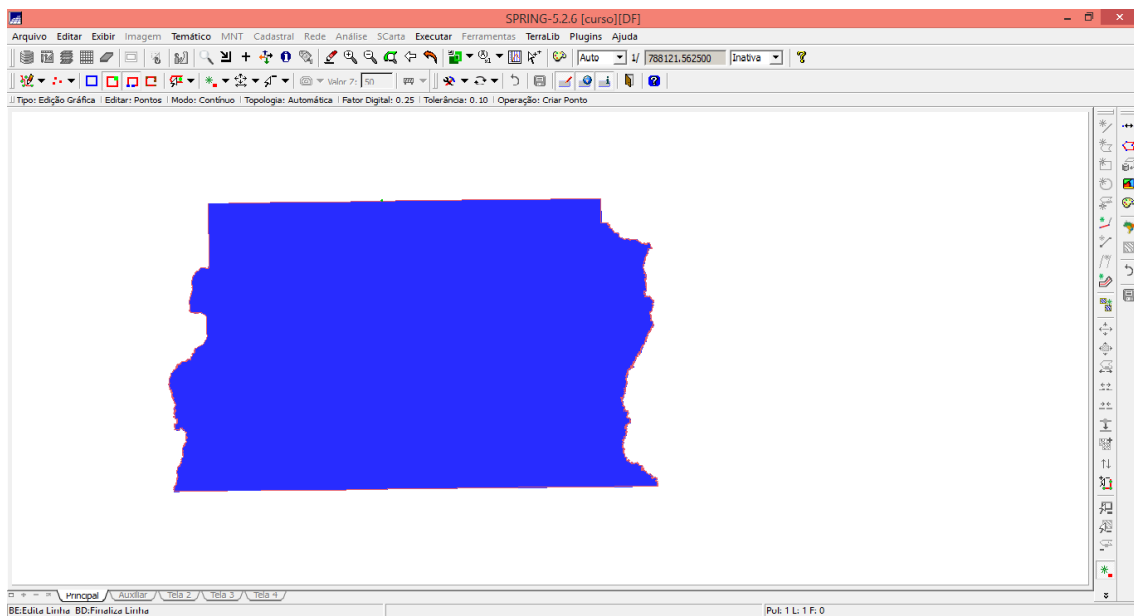 SPRING-5.2.6 [curso][DF]
Arquivo Editar Exibir Imagem Temático MNT Cadastral Rede Análise SCarta Executar Ferramentas TerraLib Plugins Ajuda
Auto 1/ 788121.562500 Inativa
Valor Z: 50
Tipo: Edição Gráfica | Editar: Pontos | Modo: Contínuo | Topologia: Automática | Fator Digital: 0.25 | Tolerância: 0.10 | Operação: Criar Ponto
Principal Auxiliar Tela 2 Tela 3 Tela 4
BE:Edita Linha BD:Finaliza Linha Pol: 1 L: 1 F: 0